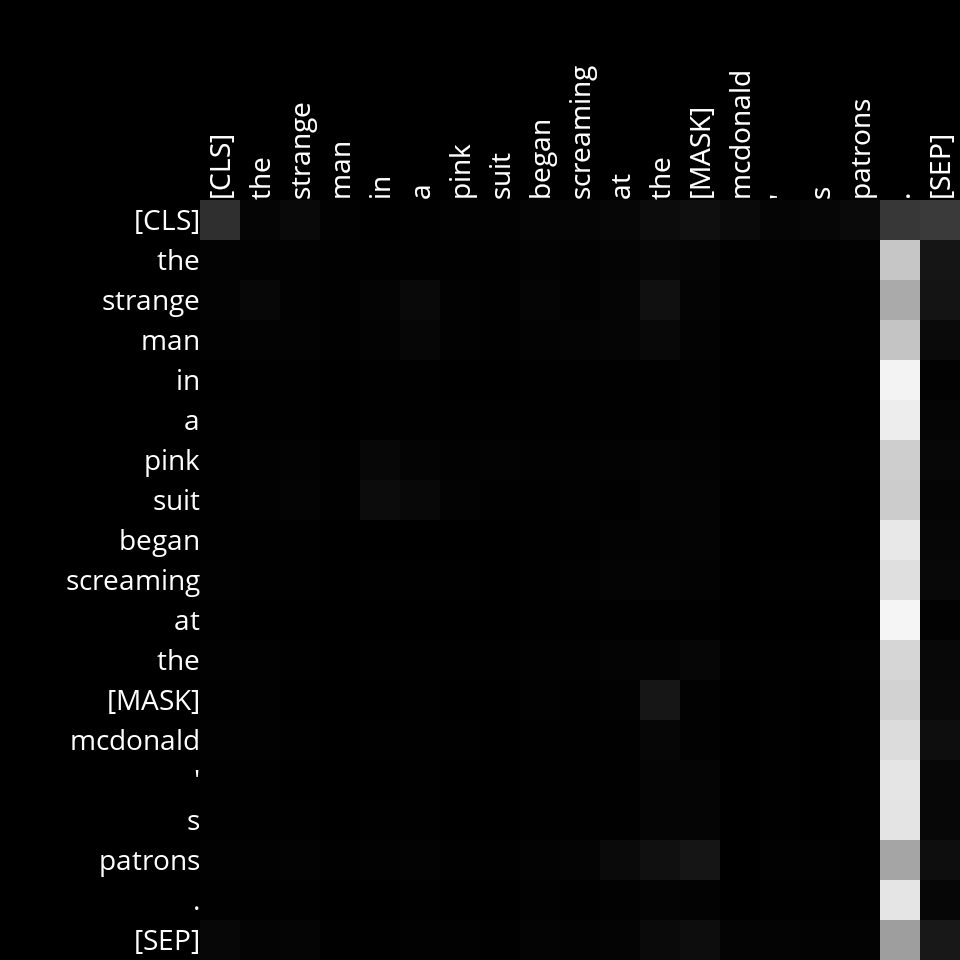 [CLS] the strange man in a pink suit began screaming at the [MASK] mcdonald ' s patrons . [SEP]
[CLS]
the
strange
man
in
a
pink
suit
began
screaming
at
the
[MASK]
mcdonald
'
s
patrons
.
[SEP]